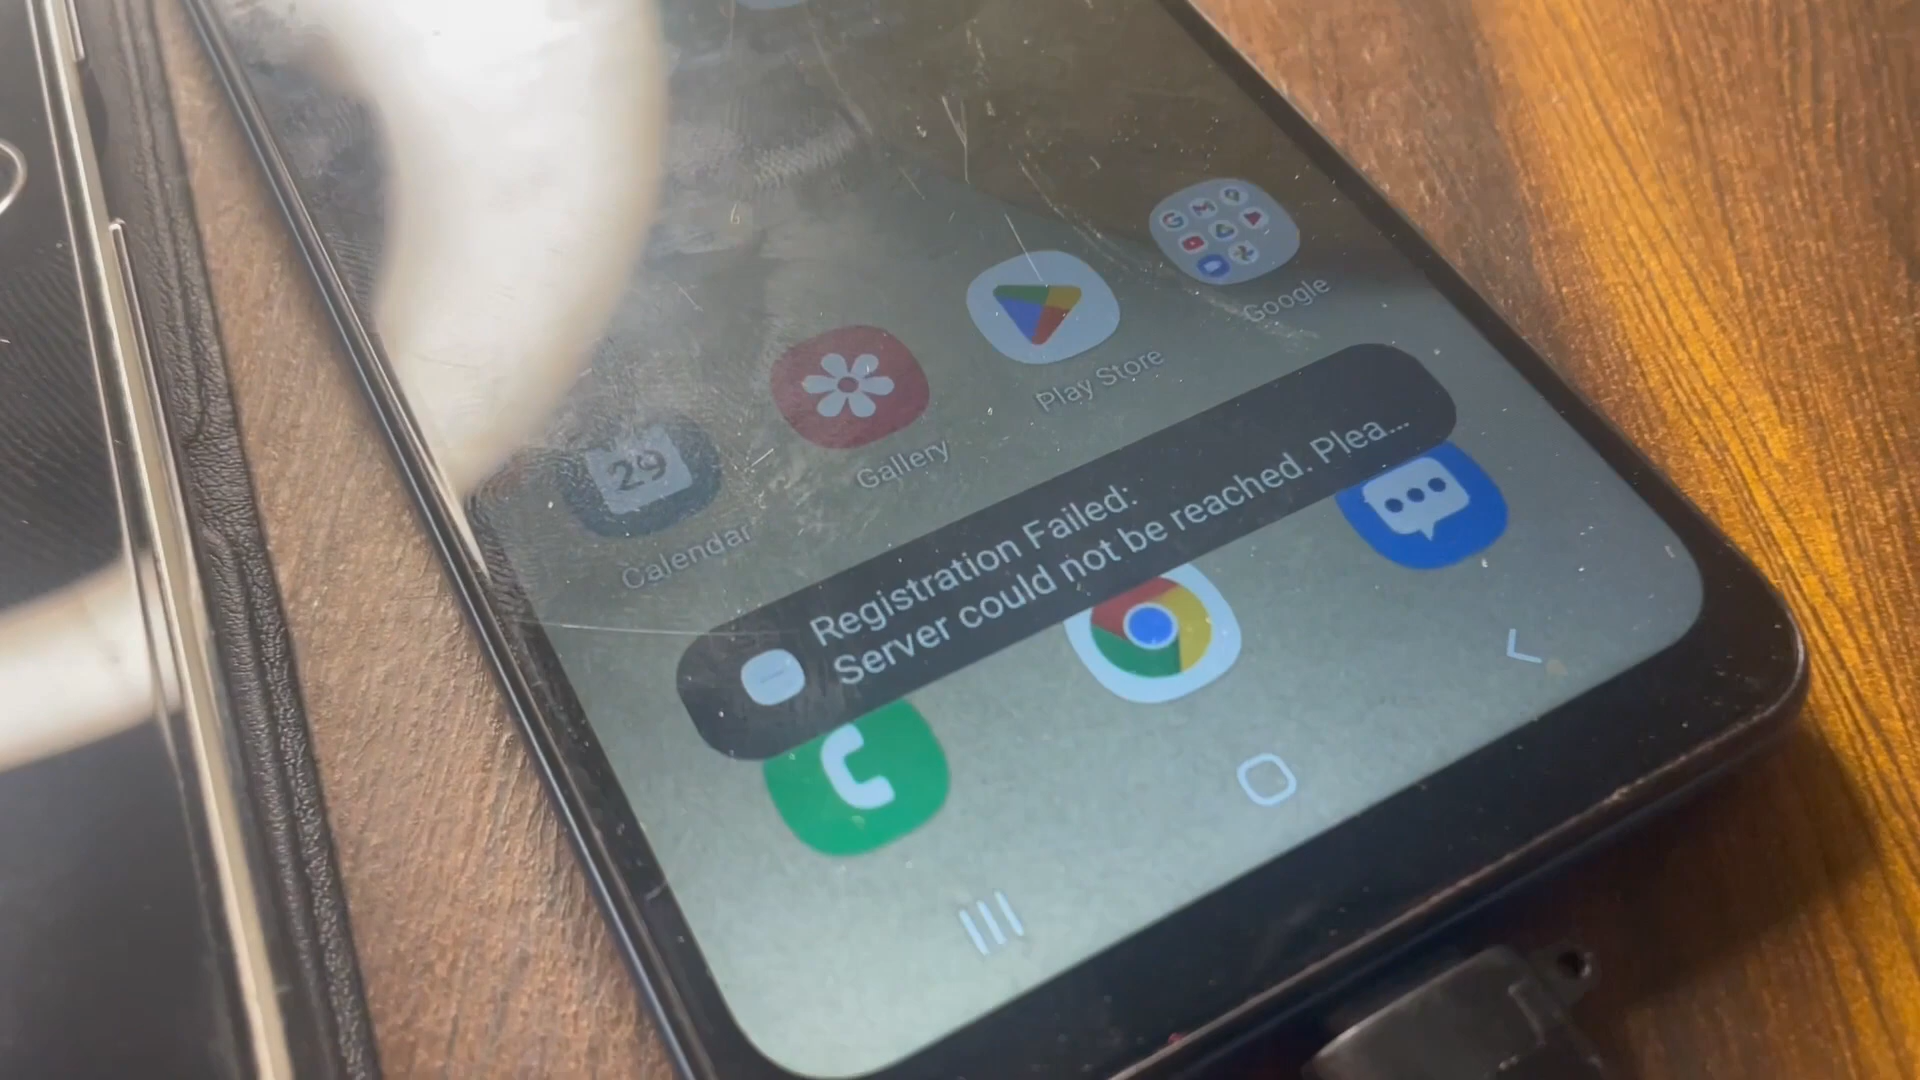 Google
Play Store
Gallery
29
Calendar
Registration Failed:
Server could not be reached. Plea...